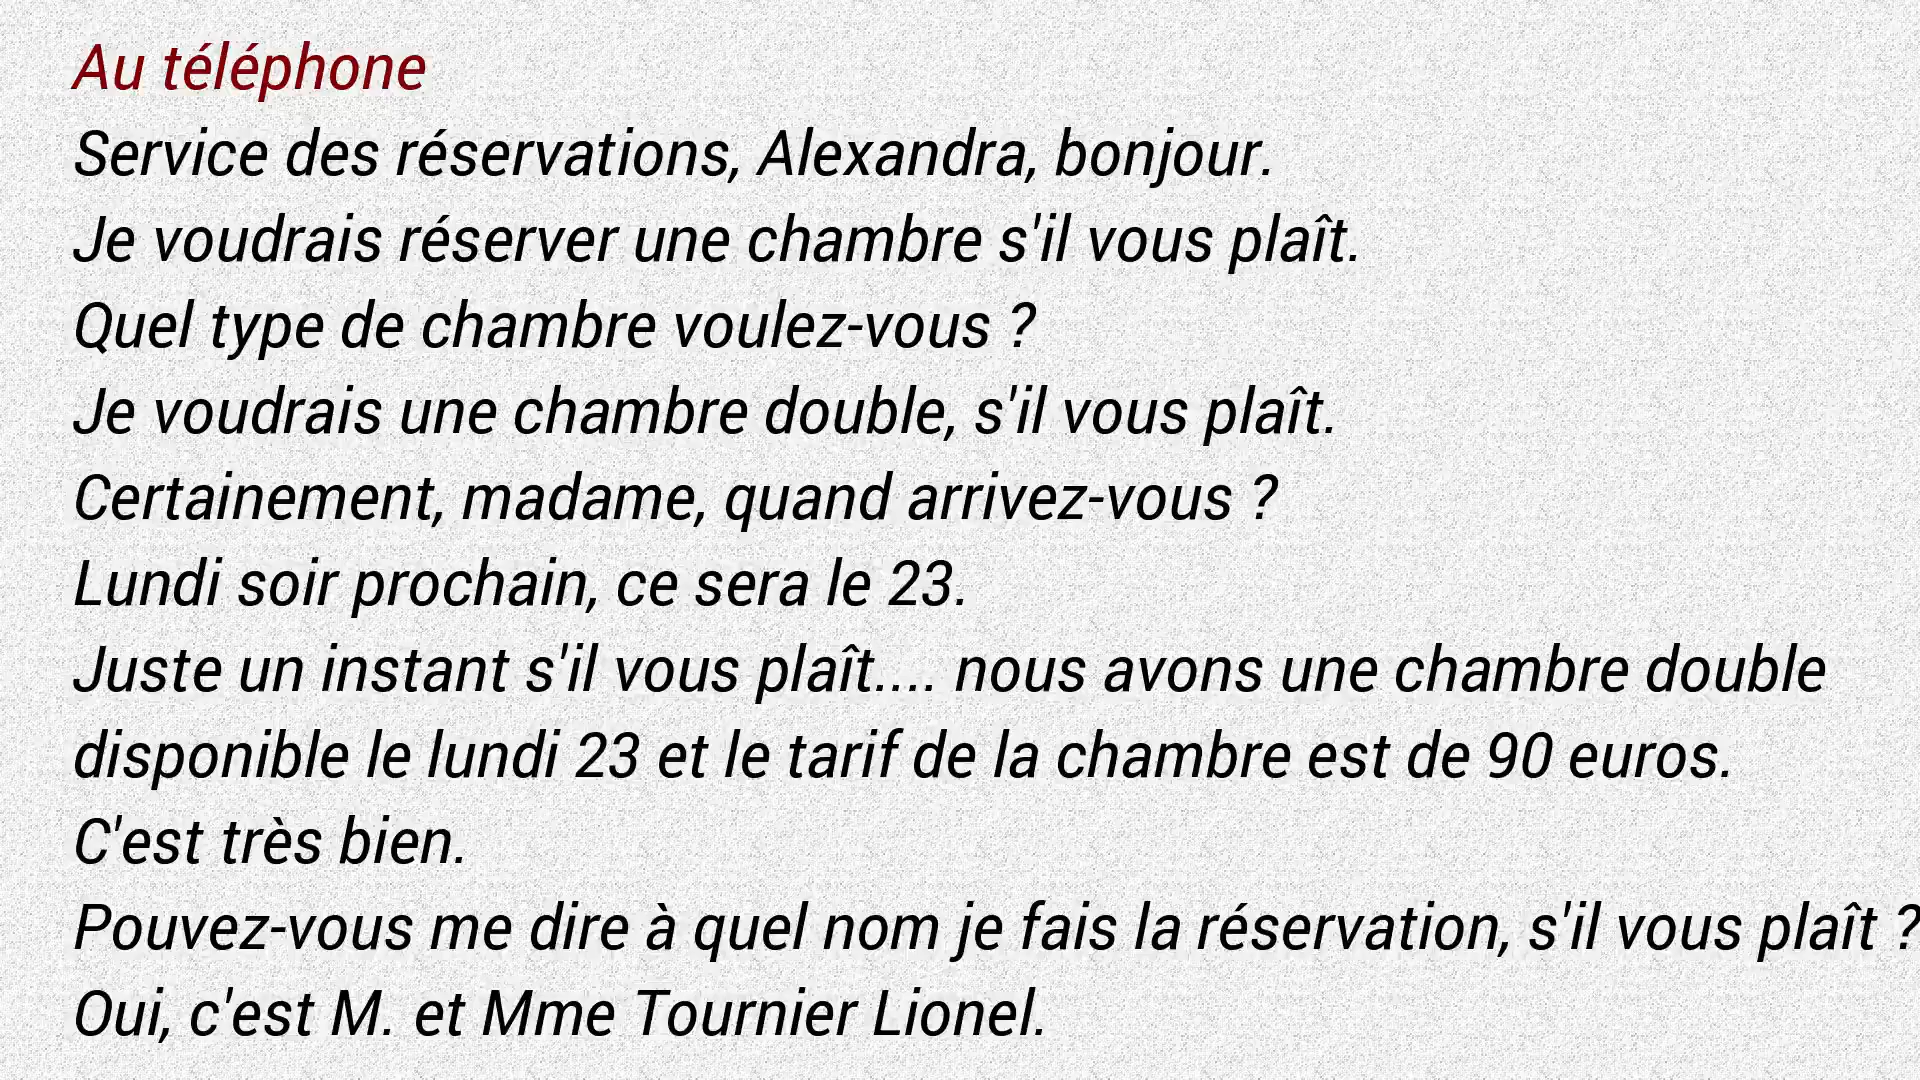 Au téléphone
Service des réservations, Alexandra, bonjour.
Je voudrais réserver une chambre s'il vous plaît.
Quel type de chambre voulez-vous ?
Je voudrais une chambre double, s'il vous plaît.
Certainement, madame, quand arrivez-vous ?
Lundi soir prochain, ce sera le 23.
Juste un instant s'il vous plaît.... nous avons une chambre double
disponible le lundi 23 et le tarif de la chambre est de 90 euros.
C'est très bien.
Pouvez-vous me dire à quel nom je fais la réservation, s'il vous plaît ?
Oui, c'est M. et Mme Tournier Lionel.